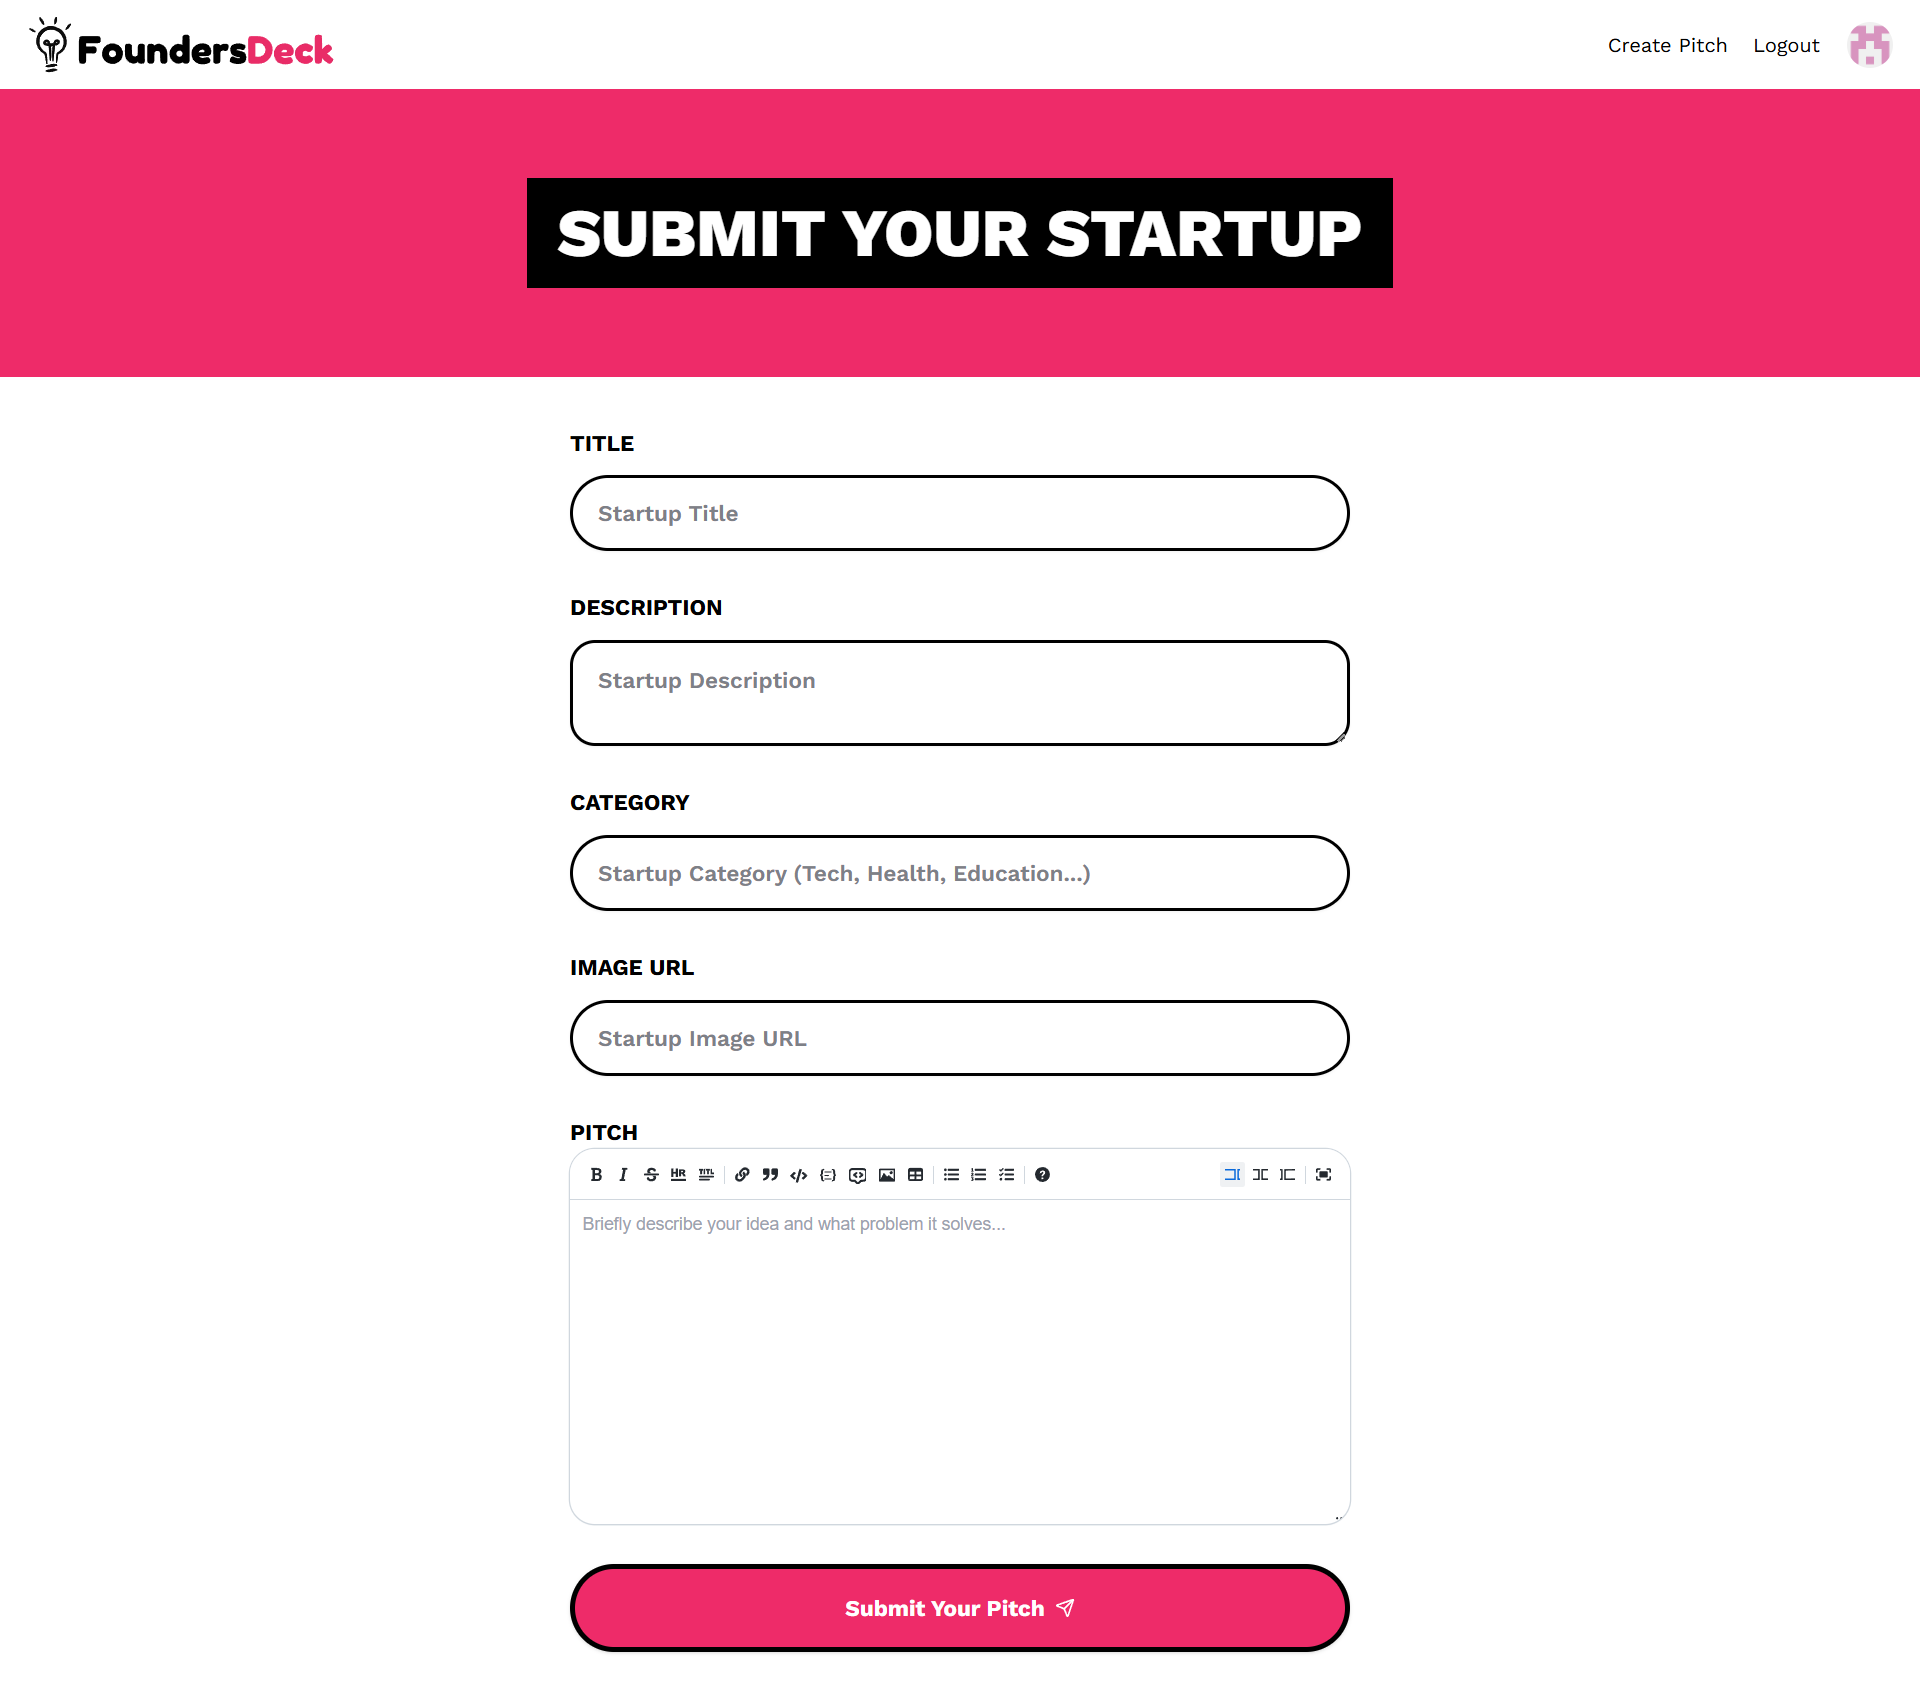 FoundersDeck
Create Pitch Logout
SUBMIT YOUR STARTUP
TITLE
Startup Title
DESCRIPTION
Startup Description
CATEGORY
Startup Category (Tech, Health, Education...)
IMAGE URL
Startup Image URL
PITCH
B I S HR TITL
Briefly describe your idea and what problem it solves...
Submit Your Pitch